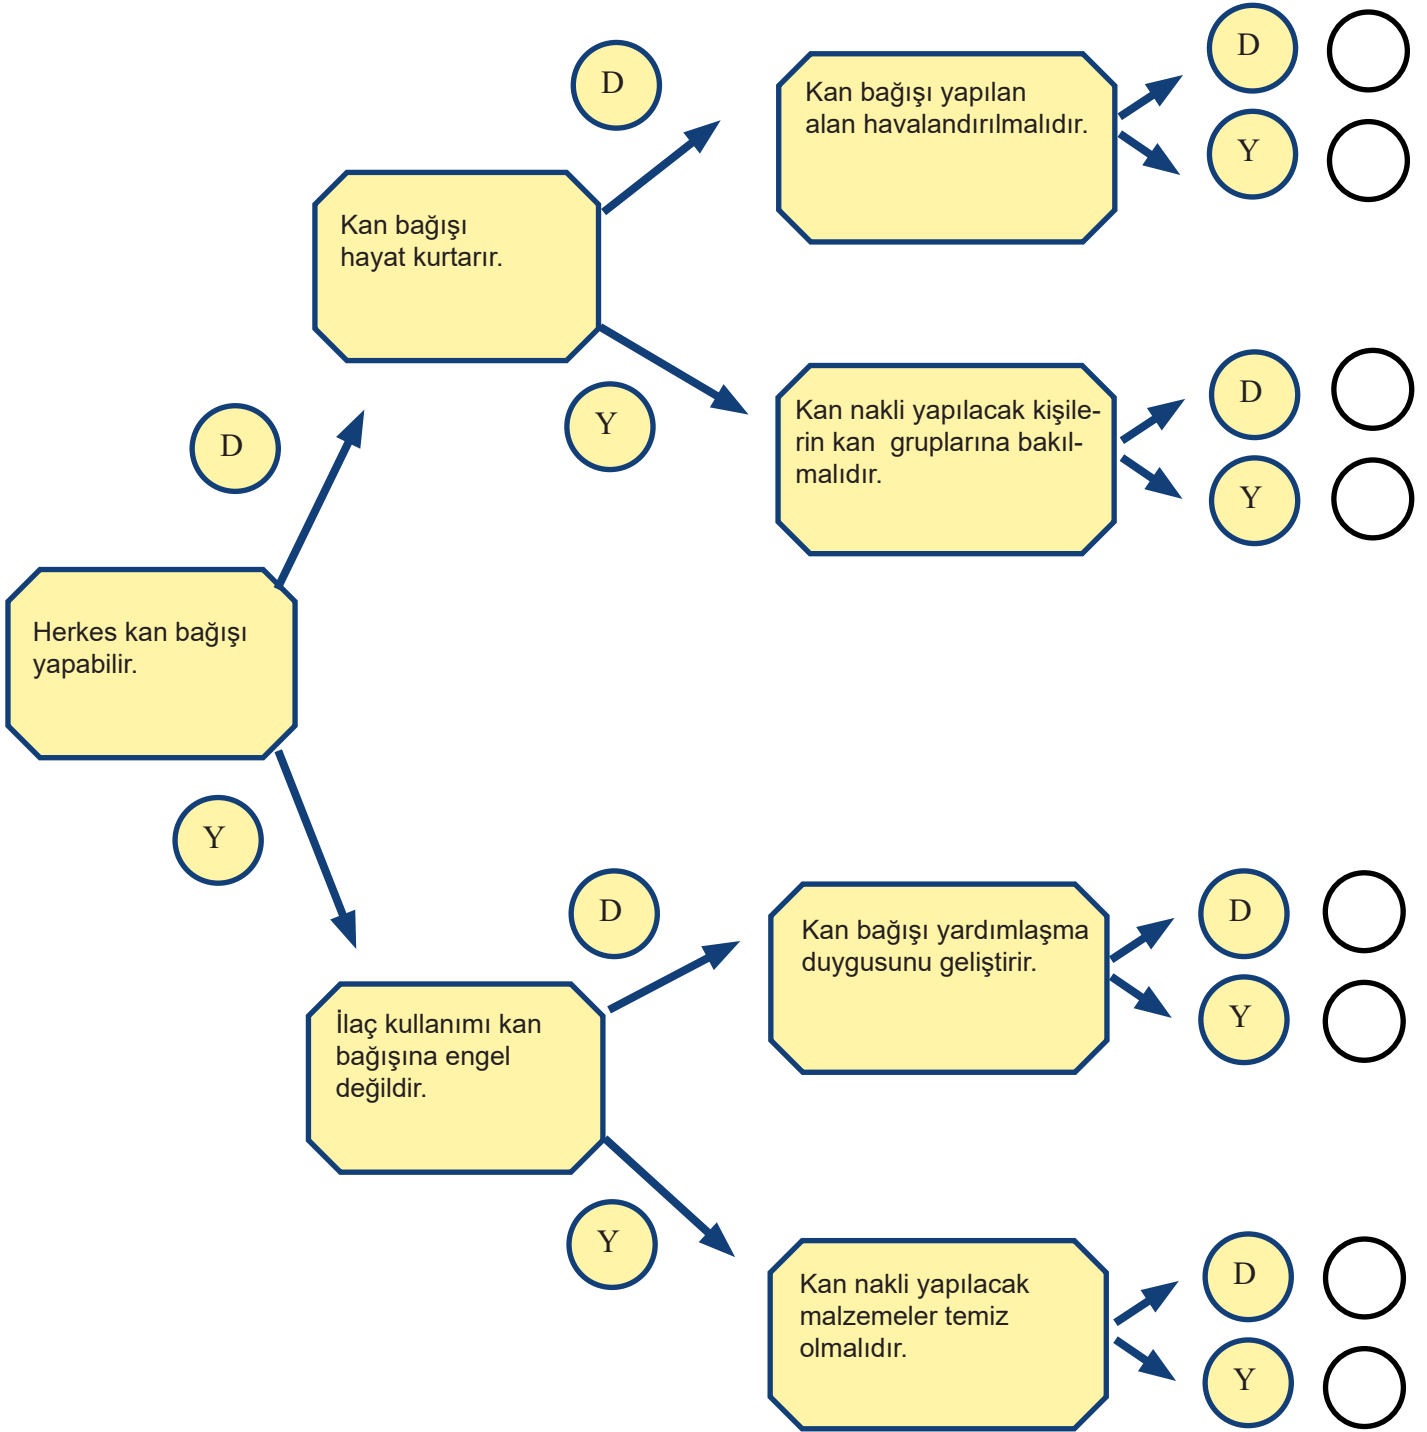 D
Kan bağışı yapılan
alan havalandırılmalıdır.
D
Y
Kan bağışı
hayat kurtarır.
Y
Kan nakli yapılacak kişile-
rin kan gruplarına bakıl-
malıdır.
D
Y
D
Herkes kan bağışı
yapabilir.
Y
D
Kan bağışı yardımlaşma
duygusunu geliştirir.
D
Y
İlaç kullanımı kan
bağışına engel
değildir.
Y
Kan nakli yapılacak
malzemeler temiz
olmalıdır.
D
Y